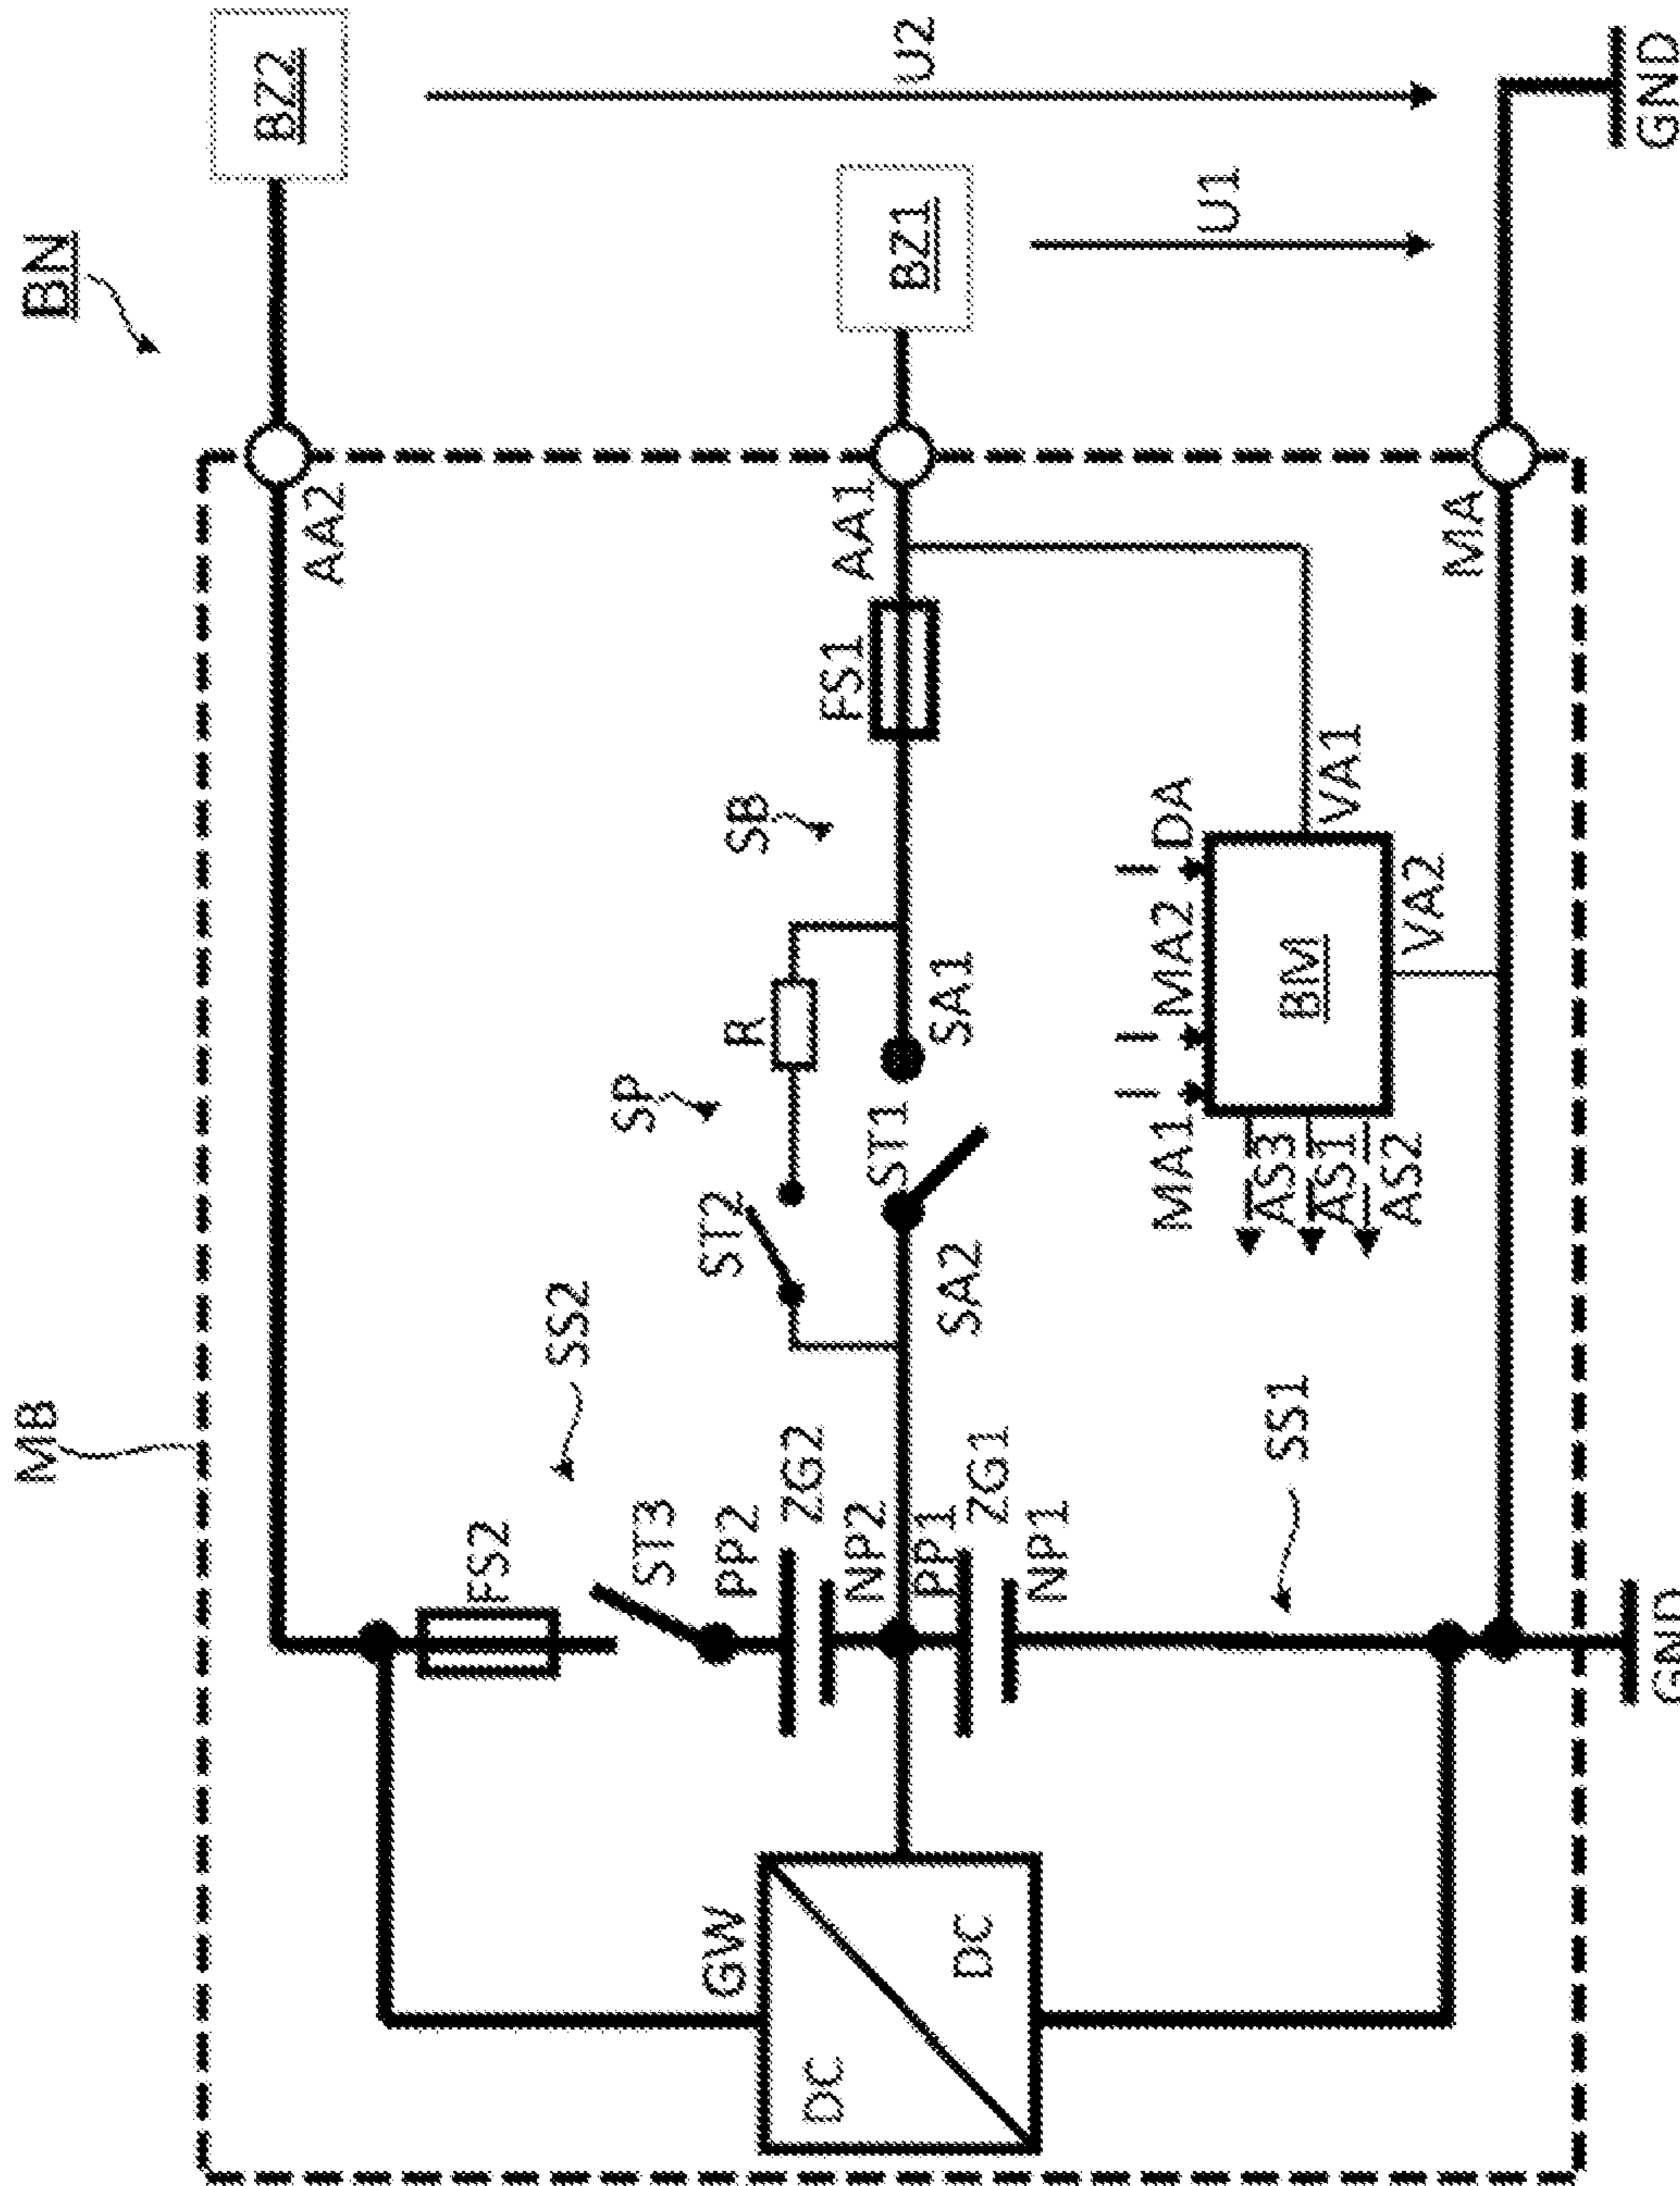 BN
BZ2
U2
BZ1
U1
GND
MB
AA2
AA1
MA
FS1
SB
R
SP
SA1
ST1
ST2
SA2
SS2
SS1
FS2
ST3
PP2
ZG2
NP2
PP1
ZG1
NP1
GW
DC
DC
BM
MA1
MA2
DA
VA1
VA2
AS3
AS1
AS2
GND